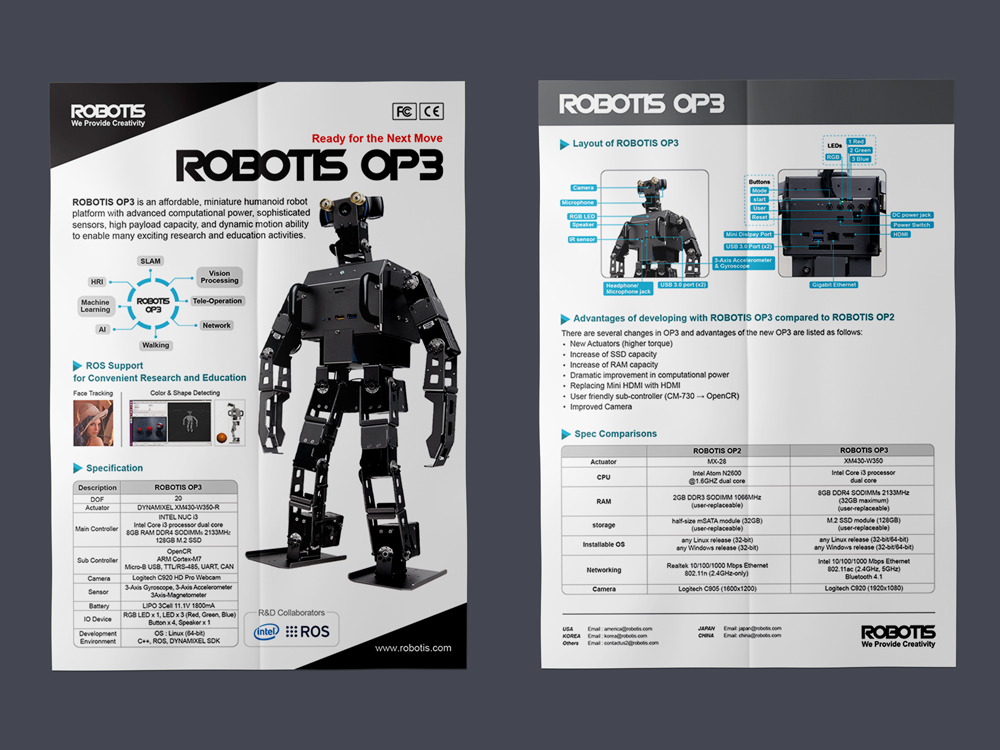 ROBOTIS
We Provide Creativity
FC CE
Ready for the Next Move
ROBOTIS OP3
ROBOTIS OP3 is an affordable, miniature humanoid robot
platform with advanced computational power, sophisticated
sensors, high payload capacity, and dynamic motion ability
to enable many exciting research and education activities.
SLAM
HRI
Vision
Processing
Machine
Learning
ROBOTIS
OP3
Tele-Operation
AI
Network
Walking
ROS Support
for Convenient Research and Education
Face Tracking
Color & Shape Detecting
Specification
Description ROBOTIS OP3
DOF 20
Actuator DYNAMIXEL XM430-W350-R
Main Controller
INTEL NUC i3
Intel Core i3 processor dual core
8GB RAM DDR4 SODIMMs 2133MHz
128GB M.2 SSD
Sub Controller
OpenCR
ARM Cortex-M7
Micro-B USB, TTL/RS-485, UART, CAN
Camera Logitech C920 HD Pro Webcam
Sensor
3-Axis Gyroscope, 3-Axis Accelerometer
3Axis-Magnetometer
Battery LIPO 3Cell 11.1V 1800mA
IO Device
RGB LED x 1, LED x 3 (Red, Green, Blue)
Button x 4, Speaker x 1
Development
Environment
OS : Linux (64-bit)
C++, ROS, DYNAMIXEL SDK
R&D Collaborators
intel ROS
www.robotis.com
ROBOTIS OP3
Layout of ROBOTIS OP3
Camera
Microphone
RGB LED
Speaker
IR sensor
Headphone/
Microphone jack
USB 3.0 port (x2)
LEDs
RGB
1 Red
2 Green
3 Blue
Buttons
Mode
start
User
Reset
Mini Dislpay Port
USB 3.0 Port (x2)
3-Axis Accelerometer
& Gyroscope
DC power jack
Power Switch
HDMI
Gigabit Ethernet
Advantages of developing with ROBOTIS OP3 compared to ROBOTIS OP2
There are several changes in OP3 and advantages of the new OP3 are listed as follows:
• New Actuators (higher torque)
• Increase of SSD capacity
• Increase of RAM capacity
• Dramatic improvement in computational power
• Replacing Mini HDMI with HDMI
• User friendly sub-controller (CM-730 → OpenCR)
• Improved Camera
Spec Comparisons
ROBOTIS OP2 ROBOTIS OP3
Actuator MX-28 XM430-W350
CPU
Intel Atom N2600
@1.6GHZ dual core
Intel Core i3 processor
dual core
RAM
2GB DDR3 SODIMM 1066MHz
(user-replaceable)
8GB DDR4 SODIMMs 2133MHz
(32GB maximum)
(user-replaceable)
storage
half-size mSATA module (32GB)
(user-replaceable)
M.2 SSD module (128GB)
(user-replaceable)
Installable OS
any Linux release (32-bit)
any Windows release (32-bit)
any Linux release (32-bit/64-bit)
any Windows release (32-bit/64-bit)
Networking
Realtek 10/100/1000 Mbps Ethernet
802.11n (2.4GHz-only)
Intel 10/100/1000 Mbps Ethernet
802.11ac (2.4GHz, 5GHz)
Bluetooth 4.1
Camera Logitech C905 (1600x1200) Logitech C920 (1920x1080)
USA Email : america@robotis.com
KOREA Email : korea@robotis.com
Others Email : contactus2@robotis.com
JAPAN Email: japan@robotis.com
CHINA Email: china@robotis.com
ROBOTIS
We Provide Creativity